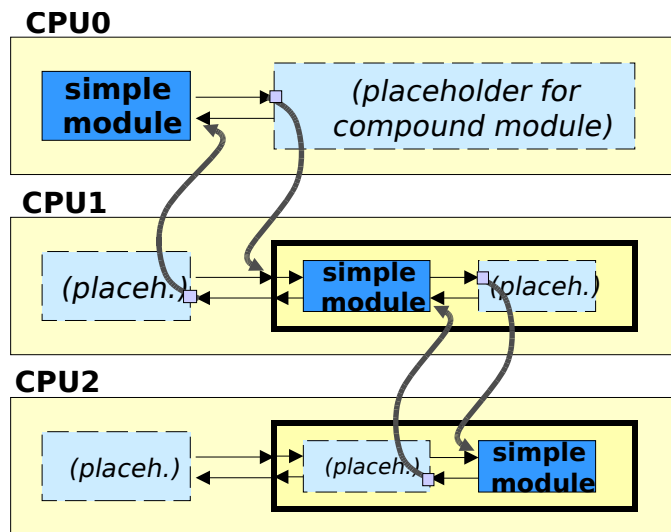 CPU0
simple
module
(placeholder for
compound module)
CPU1
(placeh.)
simple
module
(placeh.)
CPU2
(placeh.)
(placeh.)
simple
module